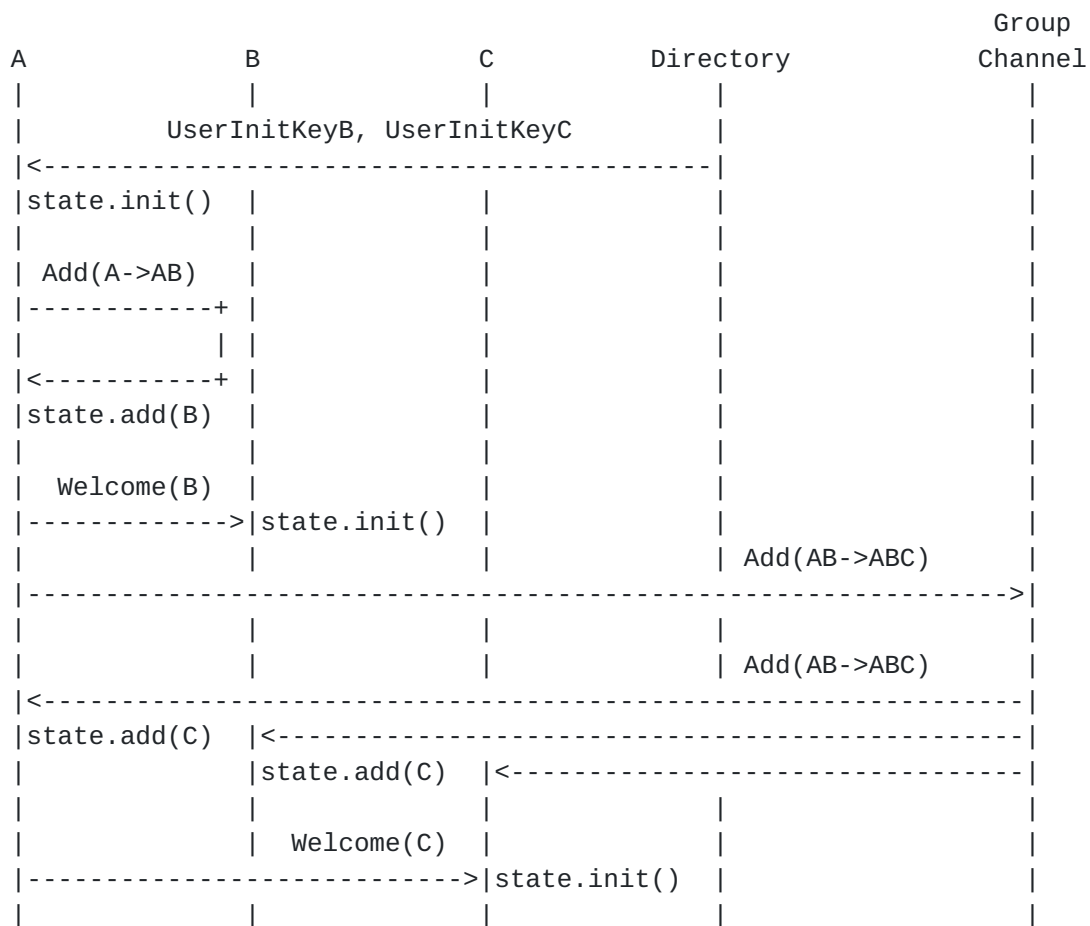 Group
A B C Directory Channel
UserInitKeyB, UserInitKeyC
state.init()
Add(A->AB)
state.add(B)
Welcome(B)
state.init()
Add(AB->ABC)
Add(AB->ABC)
state.add(C)
state.add(C)
Welcome(C)
state.init()